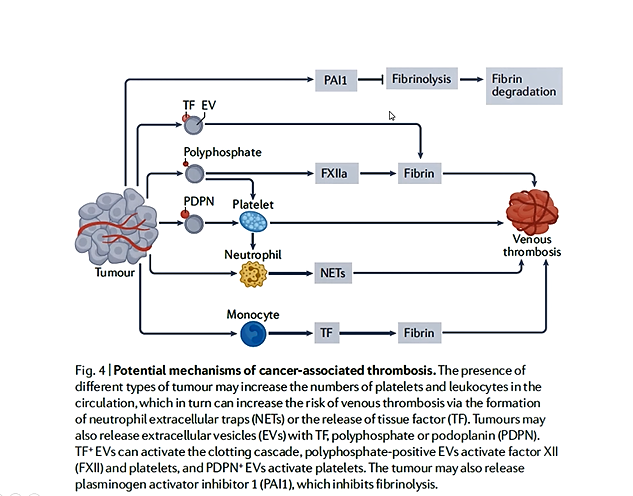 PAI1 Fibrinolysis Fibrin
degradation
TF EV
Polyphosphate
FXIIa Fibrin
PDPN
Platelet
Tumour
Neutrophil
NETs
Venous
thrombosis
Monocyte
TF Fibrin
Fig. 4 | Potential mechanisms of cancer-associated thrombosis. The presence of
different types of tumour may increase the numbers of platelets and leukocytes in the
circulation, which in turn can increase the risk of venous thrombosis via the formation
of neutrophil extracellular traps (NETs) or the release of tissue factor (TF). Tumours may
also release extracellular vesicles (EVs) with TF, polyphosphate or podoplanin (PDPN).
TF⁺ EVs can activate the clotting cascade, polyphosphate-positive EVs activate factor XII
(FXII) and platelets, and PDPN⁺ EVs activate platelets. The tumour may also release
plasminogen activator inhibitor 1 (PAI1), which inhibits fibrinolysis.